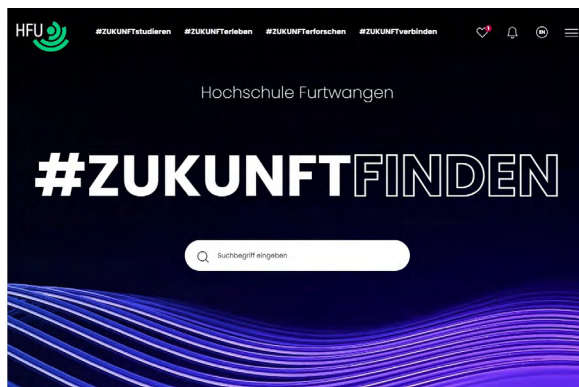 HFU
#ZUKUNFTstudieren #ZUKUNFTerleben #ZUKUNFTerforschen #ZUKUNFTverbinden EN
Hochschule Furtwangen
#ZUKUNFTFINDEN
Suchbegriff eingeben